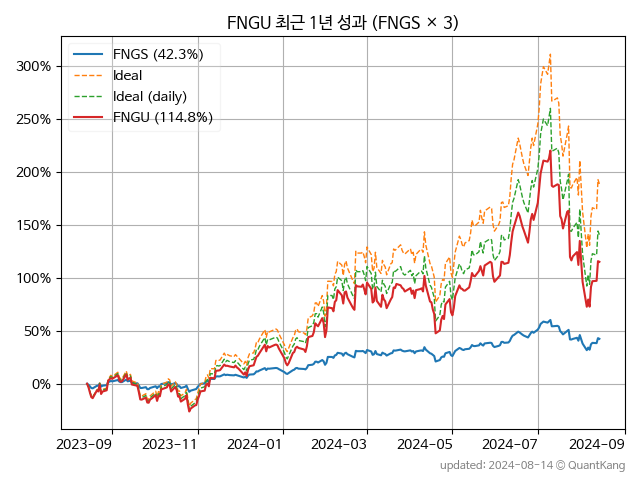 FNGU 최근 1년 성과 (FNGS × 3)
FNGS (42.3%)
Ideal
Ideal (daily)
FNGU (114.8%)
300%
250%
200%
150%
100%
50%
0%
2023-09 2023-11 2024-01 2024-03 2024-05 2024-07 2024-09
updated: 2024-08-14 © QuantKang